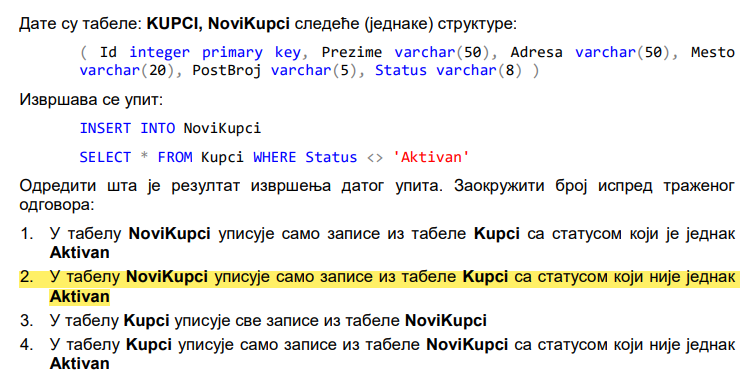 Дате су табеле: KUPCI, NoviKupci следеће (једнаке) структуре:
( Id integer primary key, Prezime varchar(50), Adresa varchar(50), Mesto
varchar(20), PostBroj varchar(5), Status varchar(8) )
Извршава се упит:
INSERT INTO NoviKupci
SELECT * FROM Kupci WHERE Status <> 'Aktivan'
Одредити шта је резултат извршења датог упита. Заокружити број испред траженог
одговора:
1. У табелу NoviKupci уписује само записе из табеле Kupci са статусом који је једнак
Aktivan
2. У табелу NoviKupci уписује само записе из табеле Kupci са статусом који није једнак
Aktivan
3. У табелу Kupci уписује све записе из табеле NoviKupci
4. У табелу Kupci уписује само записе из табеле NoviKupci са статусом који није једнак
Aktivan